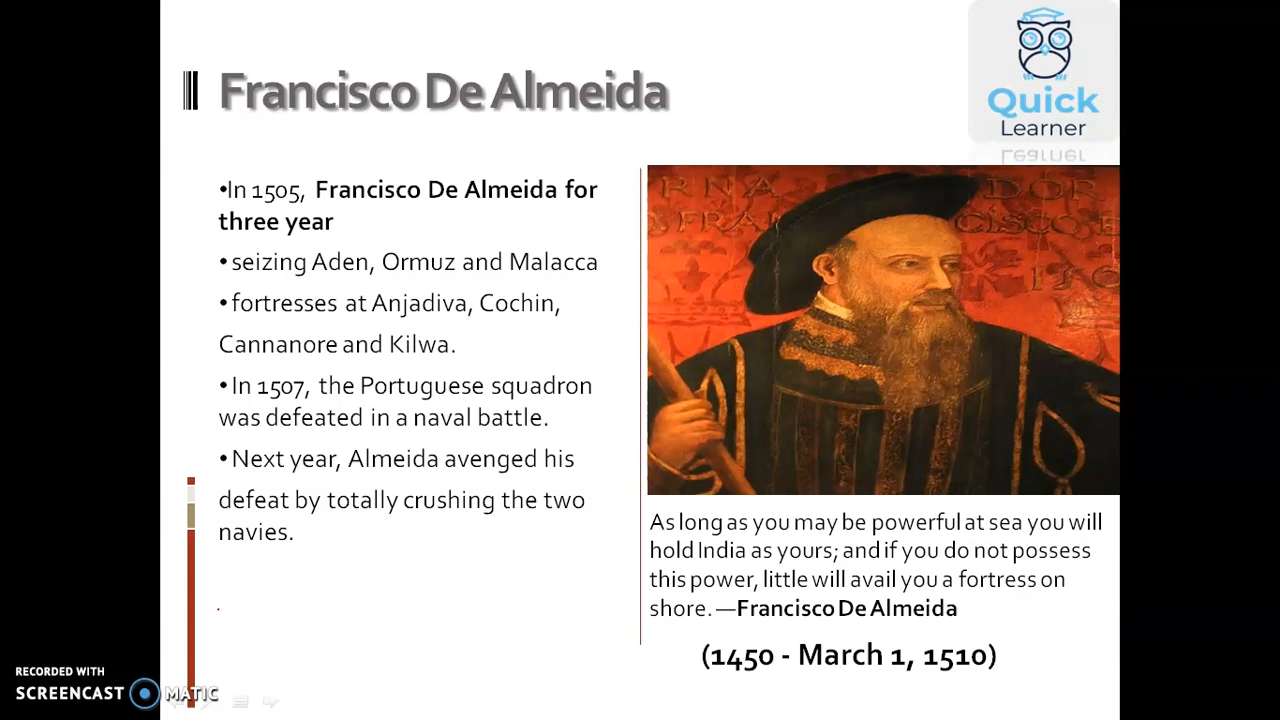 Francisco De Almeida
Quick
Learner
•In 1505, Francisco De Almeida for
three year
•seizing Aden, Ormuz and Malacca
•fortresses at Anjadiva, Cochin,
Cannanore and Kilwa.
•In 1507, the Portuguese squadron
was defeated in a naval battle.
•Next year, Almeida avenged his
defeat by totally crushing the two
navies.
RNA DOR
FRAN CISCO D
As long as you may be powerful at sea you will
hold India as yours; and if you do not possess
this power, little will avail you a fortress on
shore. —Francisco De Almeida
(1450 - March 1, 1510)
RECORDED WITH
SCREENCAST MATIC